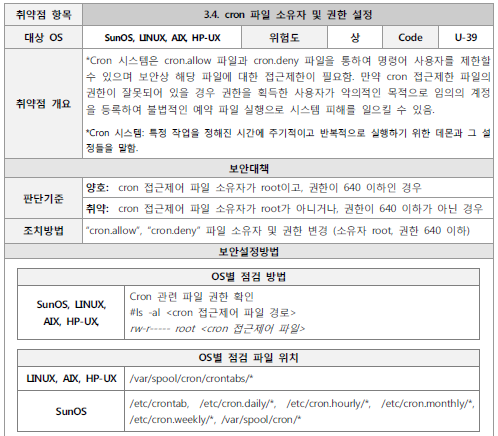 취약점 항목 3.4. cron 파일 소유자 및 권한 설정
대상 OS SunOS, LINUX, AIX, HP-UX 위험도 상 Code U-39
취약점 개요
*Cron 시스템은 cron.allow 파일과 cron.deny 파일을 통하여 명령어 사용자를 제한할
수 있으며 보안상 해당 파일에 대한 접근제한이 필요함. 만약 cron 접근제한 파일의
권한이 잘못되어 있을 경우 권한을 획득한 사용자가 악의적인 목적으로 임의의 계정
을 등록하여 불법적인 예약 파일 실행으로 시스템 피해를 일으킬 수 있음.
*Cron 시스템: 특정 작업을 정해진 시간에 주기적이고 반복적으로 실행하기 위한 데몬과 그 설
정들을 말함.
보안대책
판단기준
양호: cron 접근제어 파일 소유자가 root이고, 권한이 640 이하인 경우
취약: cron 접근제어 파일 소유자가 root가 아니거나, 권한이 640 이하가 아닌 경우
조치방법 “cron.allow”, “cron.deny” 파일 소유자 및 권한 변경 (소유자 root, 권한 640 이하)
보안설정방법
OS별 점검 방법
SunOS, LINUX,
AIX, HP-UX,
Cron 관련 파일 권한 확인
#ls -al <cron 접근제어 파일 경로>
rw-r----- root <cron 접근제어 파일>
OS별 점검 파일 위치
LINUX, AIX, HP-UX /var/spool/cron/crontabs/*
SunOS
/etc/crontab, /etc/cron.daily/*, /etc/cron.hourly/*, /etc/cron.monthly/*,
/etc/cron.weekly/*, /var/spool/cron/*